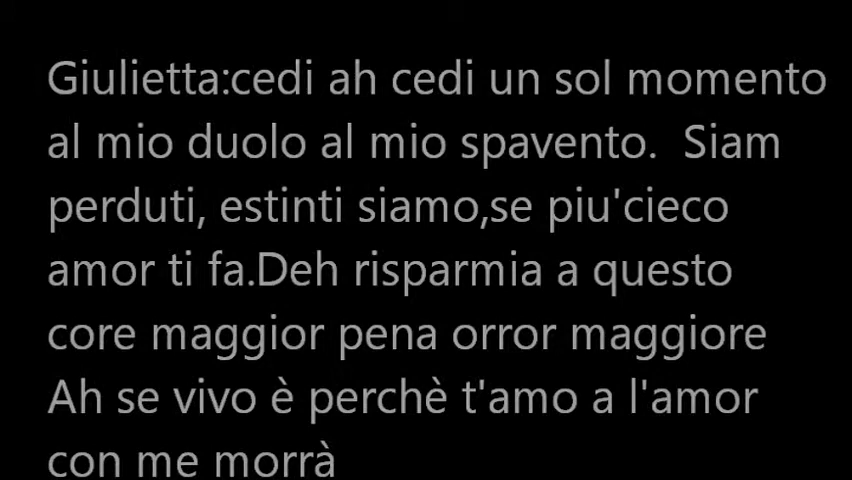 Giulietta:cedi ah cedi un sol momento
al mio duolo al mio spavento.  Siam
perduti, estinti siamo,se piu'cieco
amor ti fa.Deh risparmia a questo
core maggior pena orror maggiore
Ah se vivo è perchè t'amo a l'amor
con me morrà